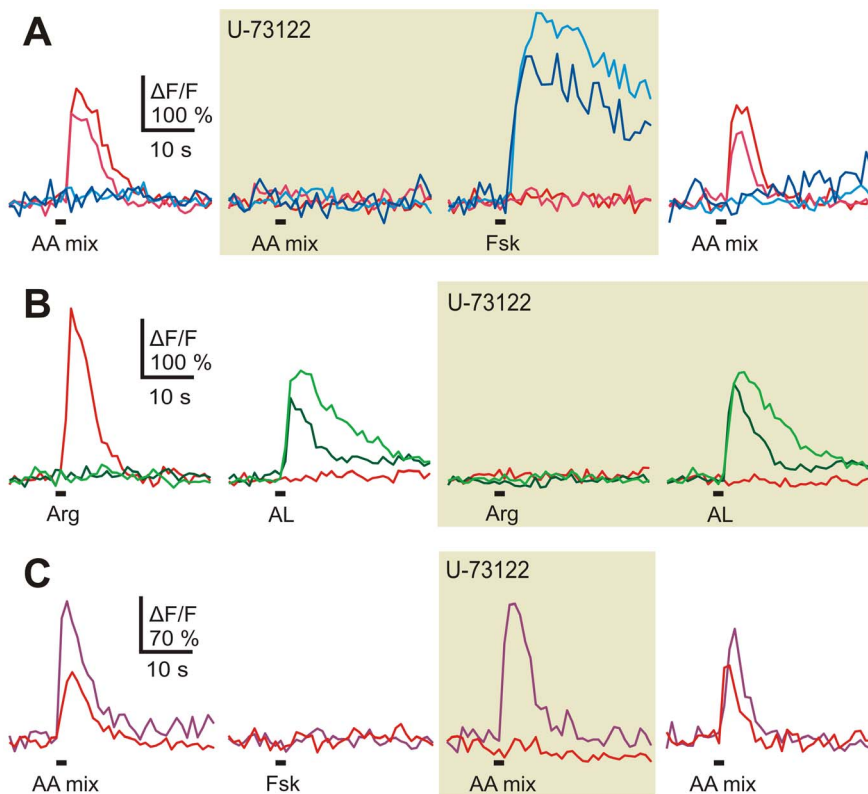 A
U-73122
ΔF/F
100 %
10 s
AA mix
AA mix
Fsk
AA mix
B
U-73122
ΔF/F
100 %
10 s
Arg
AL
Arg
AL
C
U-73122
ΔF/F
70 %
10 s
AA mix
Fsk
AA mix
AA mix